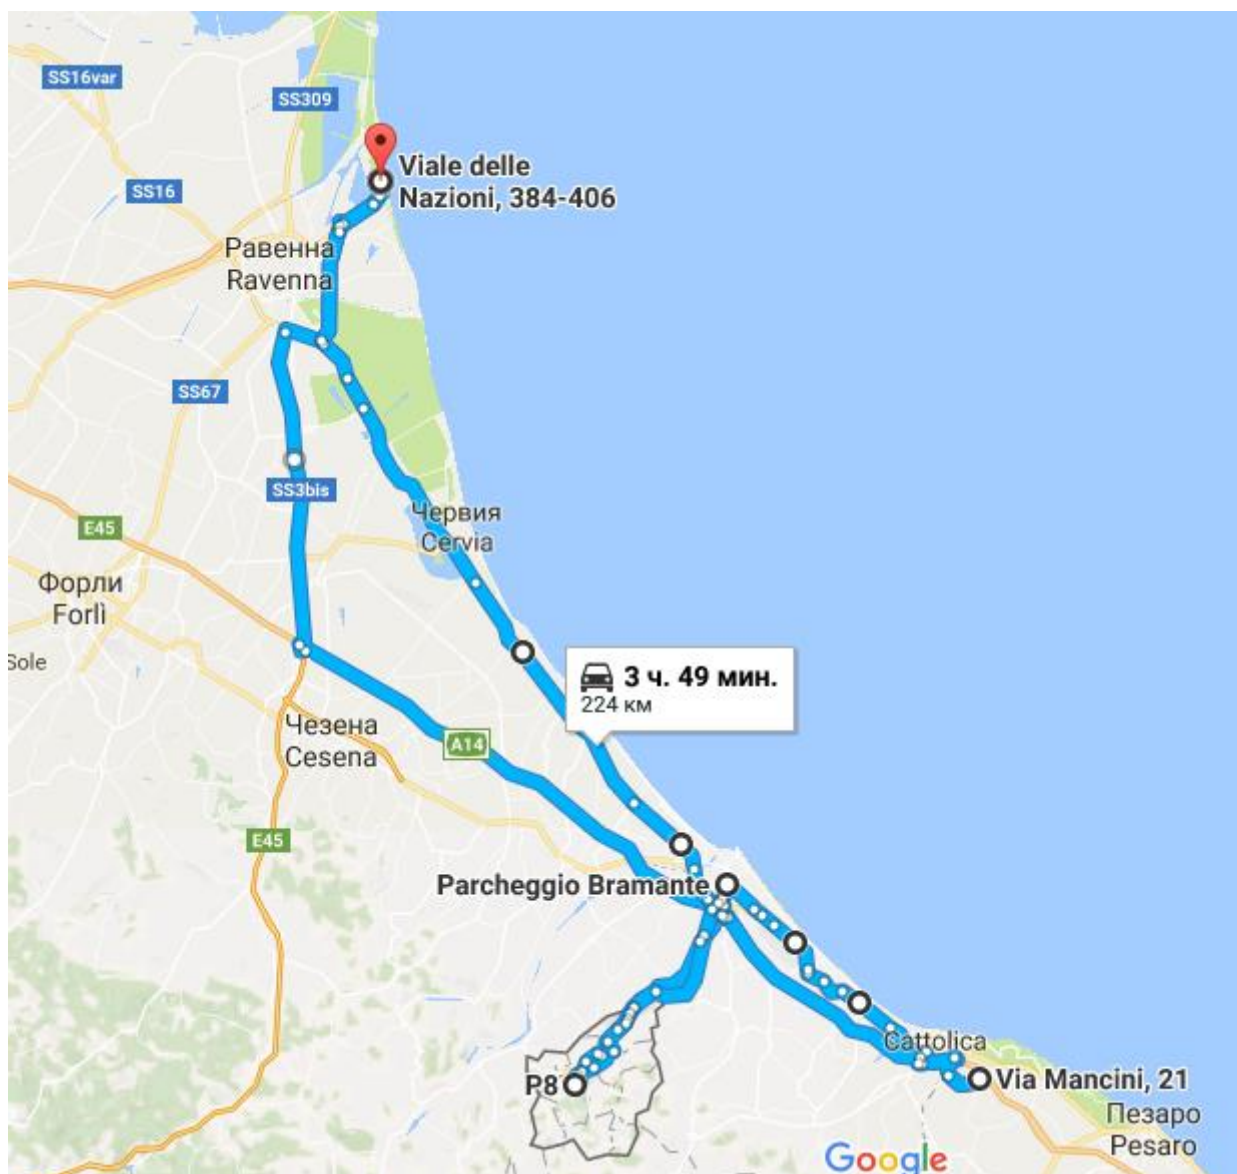 SS16var
SS309
Viale delle
Nazioni, 384-406
SS16
Равенна
Ravenna
SS67
SS3bis
Червия
Cervia
E45
Форли
Forlì
Sole
3 ч. 49 мин.
224 км
Чезена
Cesena
A14
E45
Parcheggio Bramante
Cattolica
P8
Via Mancini, 21
Пезаро
Pesaro
Google